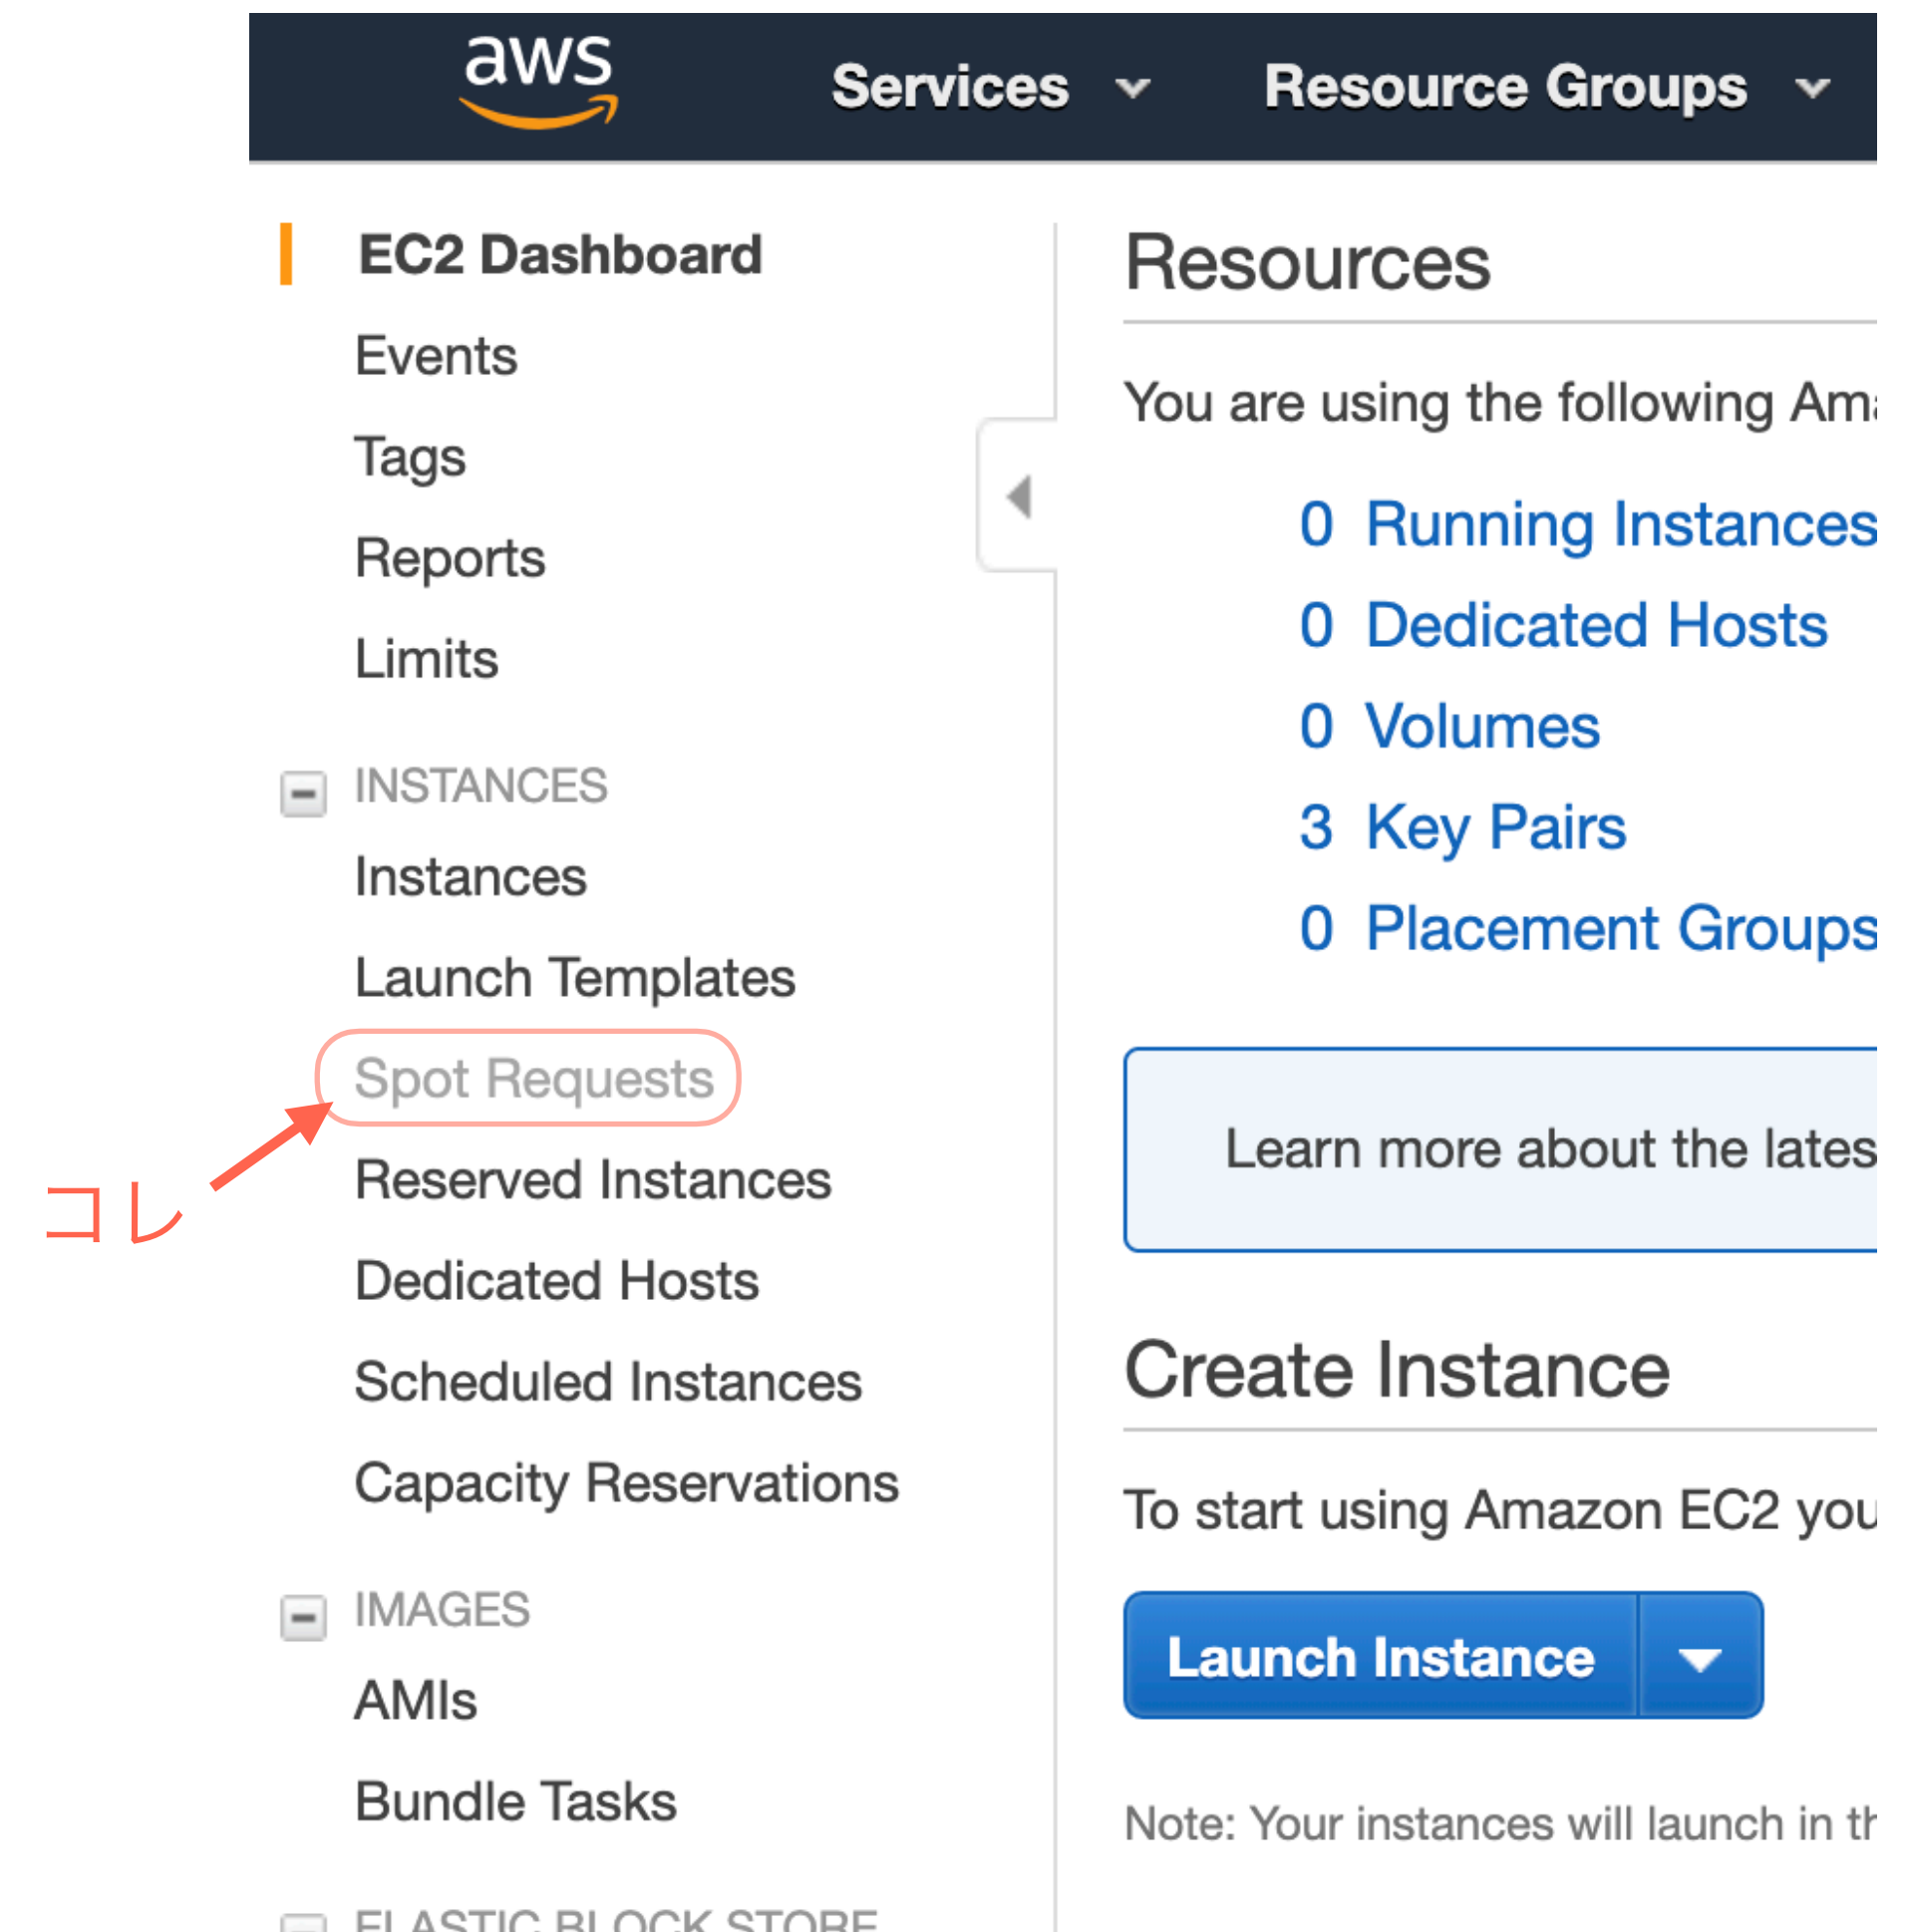 aws Services Resource Groups
EC2 Dashboard
Events
Tags
Reports
Limits
INSTANCES
Instances
Launch Templates
Spot Requests
コレ
Reserved Instances
Dedicated Hosts
Scheduled Instances
Capacity Reservations
IMAGES
AMIs
Bundle Tasks
ELASTIC BLOCK STORE
Resources
You are using the following Ama
0 Running Instances
0 Dedicated Hosts
0 Volumes
3 Key Pairs
0 Placement Groups
Learn more about the lates
Create Instance
To start using Amazon EC2 you
Launch Instance
Note: Your instances will launch in th